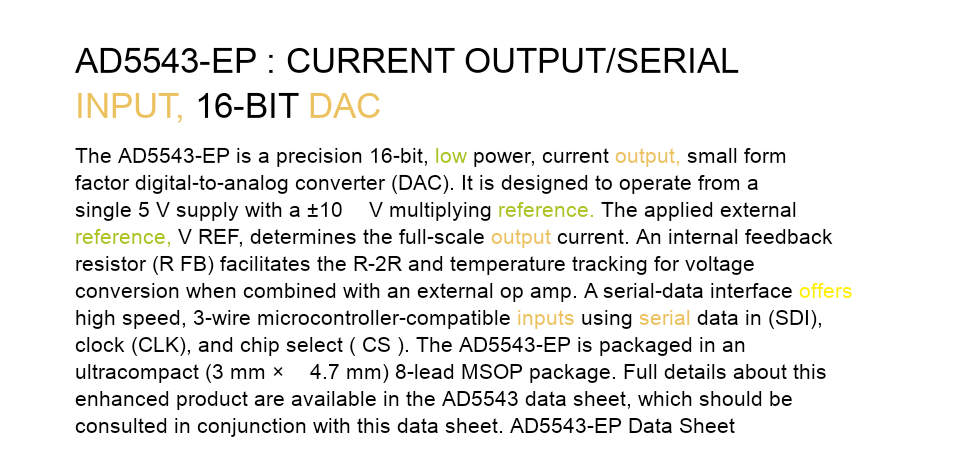 AD5543-EP : CURRENT OUTPUT/SERIAL
INPUT, 16-BIT DAC
The AD5543-EP is a precision 16-bit, low power, current output, small form
factor digital-to-analog converter (DAC). It is designed to operate from a
single 5 V supply with a ±10 V multiplying reference. The applied external
reference, V REF, determines the full-scale output current. An internal feedback
resistor (R FB) facilitates the R-2R and temperature tracking for voltage
conversion when combined with an external op amp. A serial-data interface offers
high speed, 3-wire microcontroller-compatible inputs using serial data in (SDI),
clock (CLK), and chip select ( CS ). The AD5543-EP is packaged in an
ultracompact (3 mm × 4.7 mm) 8-lead MSOP package. Full details about this
enhanced product are available in the AD5543 data sheet, which should be
consulted in conjunction with this data sheet. AD5543-EP Data Sheet